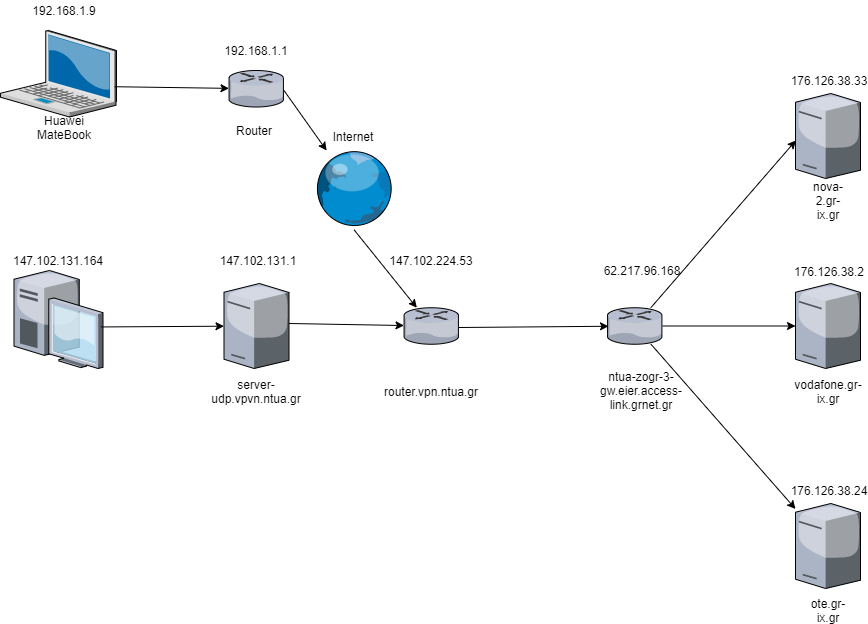 192.168.1.9
Huawei
MateBook
192.168.1.1
Router
Internet
147.102.131.164
147.102.131.1
server-
udp.vpvn.ntua.gr
147.102.224.53
router.vpn.ntua.gr
62.217.96.168
ntua-zogr-3-
gw.eier.access-
link.grnet.gr
176.126.38.33
nova-
2.gr-
ix.gr
176.126.38.2
vodafone.gr-
ix.gr
176.126.38.24
ote.gr-
ix.gr